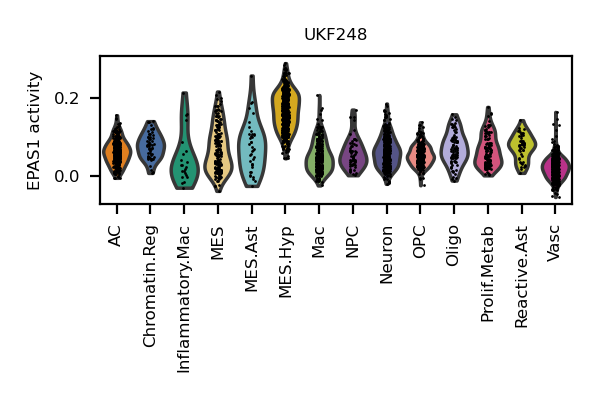 UKF248
EPAS1 activity
0.2
0.0
AC
Chromatin.Reg
Inflammatory.Mac
MES
MES.Ast
MES.Hyp
Mac
NPC
Neuron
OPC
Oligo
Prolif.Metab
Reactive.Ast
Vasc